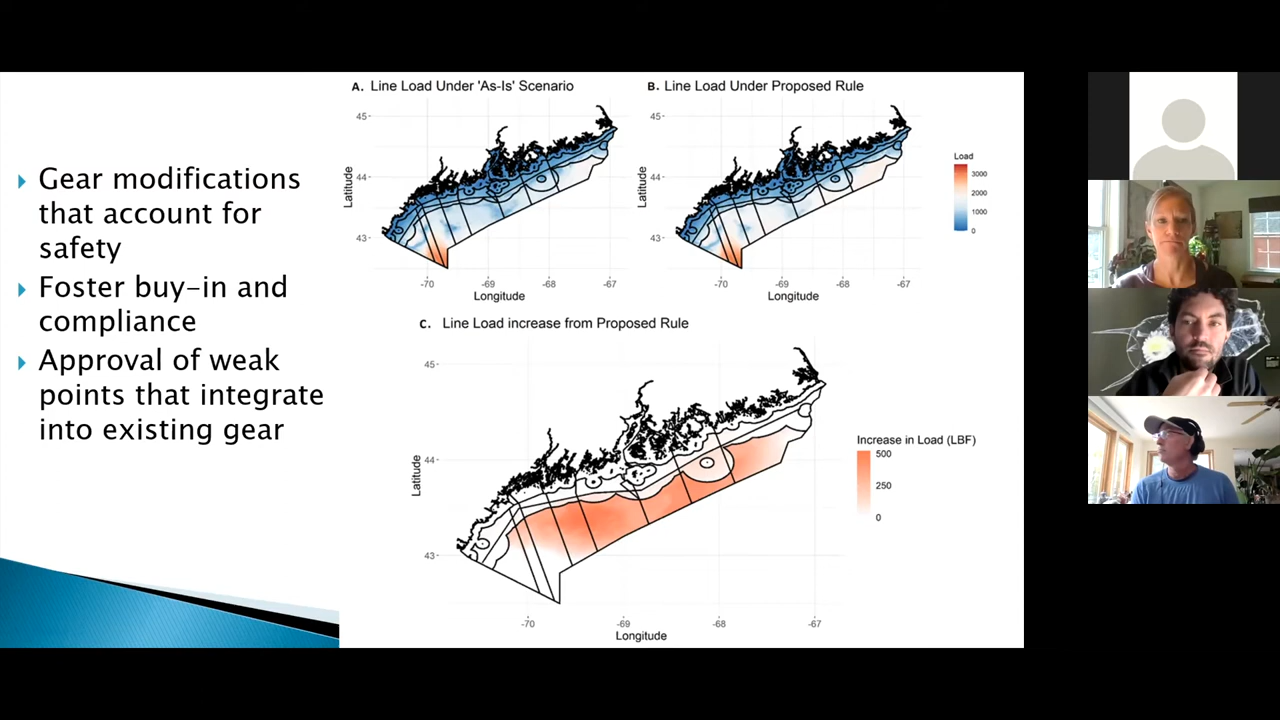 Gear modifications
that account for
safety
Foster buy-in and
compliance
Approval of weak
points that integrate
into existing gear
A. Line Load Under 'As-Is' Scenario
45
44
43
Latitude
-70
-69
-68
-67
Longitude
B. Line Load Under Proposed Rule
45
44
43
Latitude
-70
-69
-68
-67
Longitude
Load
3000
2000
1000
0
C. Line Load increase from Proposed Rule
45
44
43
Latitude
-70
-69
-68
-67
Longitude
Increase in Load (LBF)
500
250
0